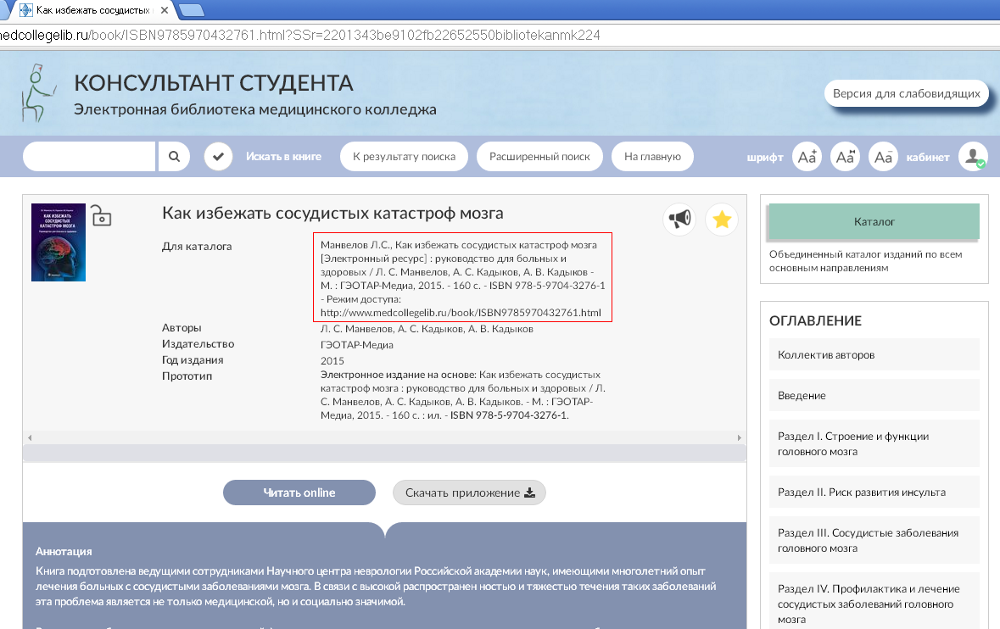 Как избежать сосудистых
medcollegelib.ru/book/ISBN9785970432761.html?SSr=2201343be9102fb22652550bibliotekanmk224
КОНСУЛЬТАНТ СТУДЕНТА
Электронная библиотека медицинского колледжа
Версия для слабовидящих
Искать в книге
К результату поиска
Расширенный поиск
На главную
шрифт
Aa+
Aa
Aa-
кабинет
КАК ИЗБЕЖАТЬ
СОСУДИСТЫХ
КАТАСТРОФ МОЗГА
Как избежать сосудистых катастроф мозга
Для каталога
Манвелов Л.С., Как избежать сосудистых катастроф мозга
[Электронный ресурс] : руководство для больных и
здоровых / Л. С. Манвелов, А. С. Кадыков, А. В. Кадыков -
М. : ГЭОТАР-Медиа, 2015. - 160 с. - ISBN 978-5-9704-3276-1
- Режим доступа:
http://www.medcollegelib.ru/book/ISBN9785970432761.html
Авторы
Л. С. Манвелов, А. С. Кадыков, А. В. Кадыков
Издательство
ГЭОТАР-Медиа
Год издания
2015
Прототип
Электронное издание на основе: Как избежать сосудистых
катастроф мозга : руководство для больных и здоровых / Л.
С. Манвелов, А. С. Кадыков, А. В. Кадыков. - М. : ГЭОТАР-
Медиа, 2015. - 160 с. : ил. - ISBN 978-5-9704-3276-1.
Читать online
Скачать приложение
Аннотация
Книга подготовлена ведущими сотрудниками Научного центра неврологии Российской академии наук, имеющими многолетний опыт
лечения больных с сосудистыми заболеваниями мозга. В связи с высокой распространен ностью и тяжестью течения таких заболеваний
эта проблема является не только медицинской, но и социально значимой.
Каталог
Объединенный каталог изданий по всем
основным направлениям
ОГЛАВЛЕНИЕ
Коллектив авторов
Введение
Раздел I. Строение и функции
головного мозга
Раздел II. Риск развития инсульта
Раздел III. Сосудистые заболевания
головного мозга
Раздел IV. Профилактика и лечение
сосудистых заболеваний головного
мозга